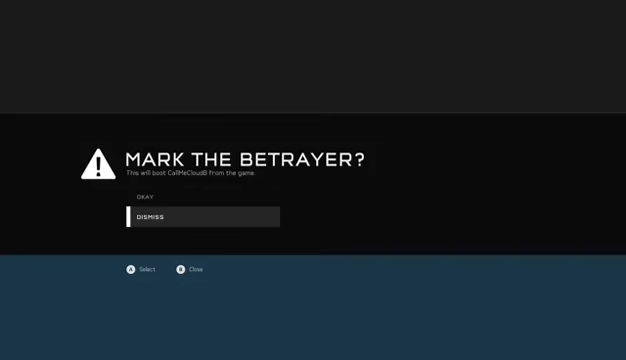 MARK THE BETRAYER?
This will boot CallMeCloudB from the game.
OKAY
DISMISS
A Select B Close